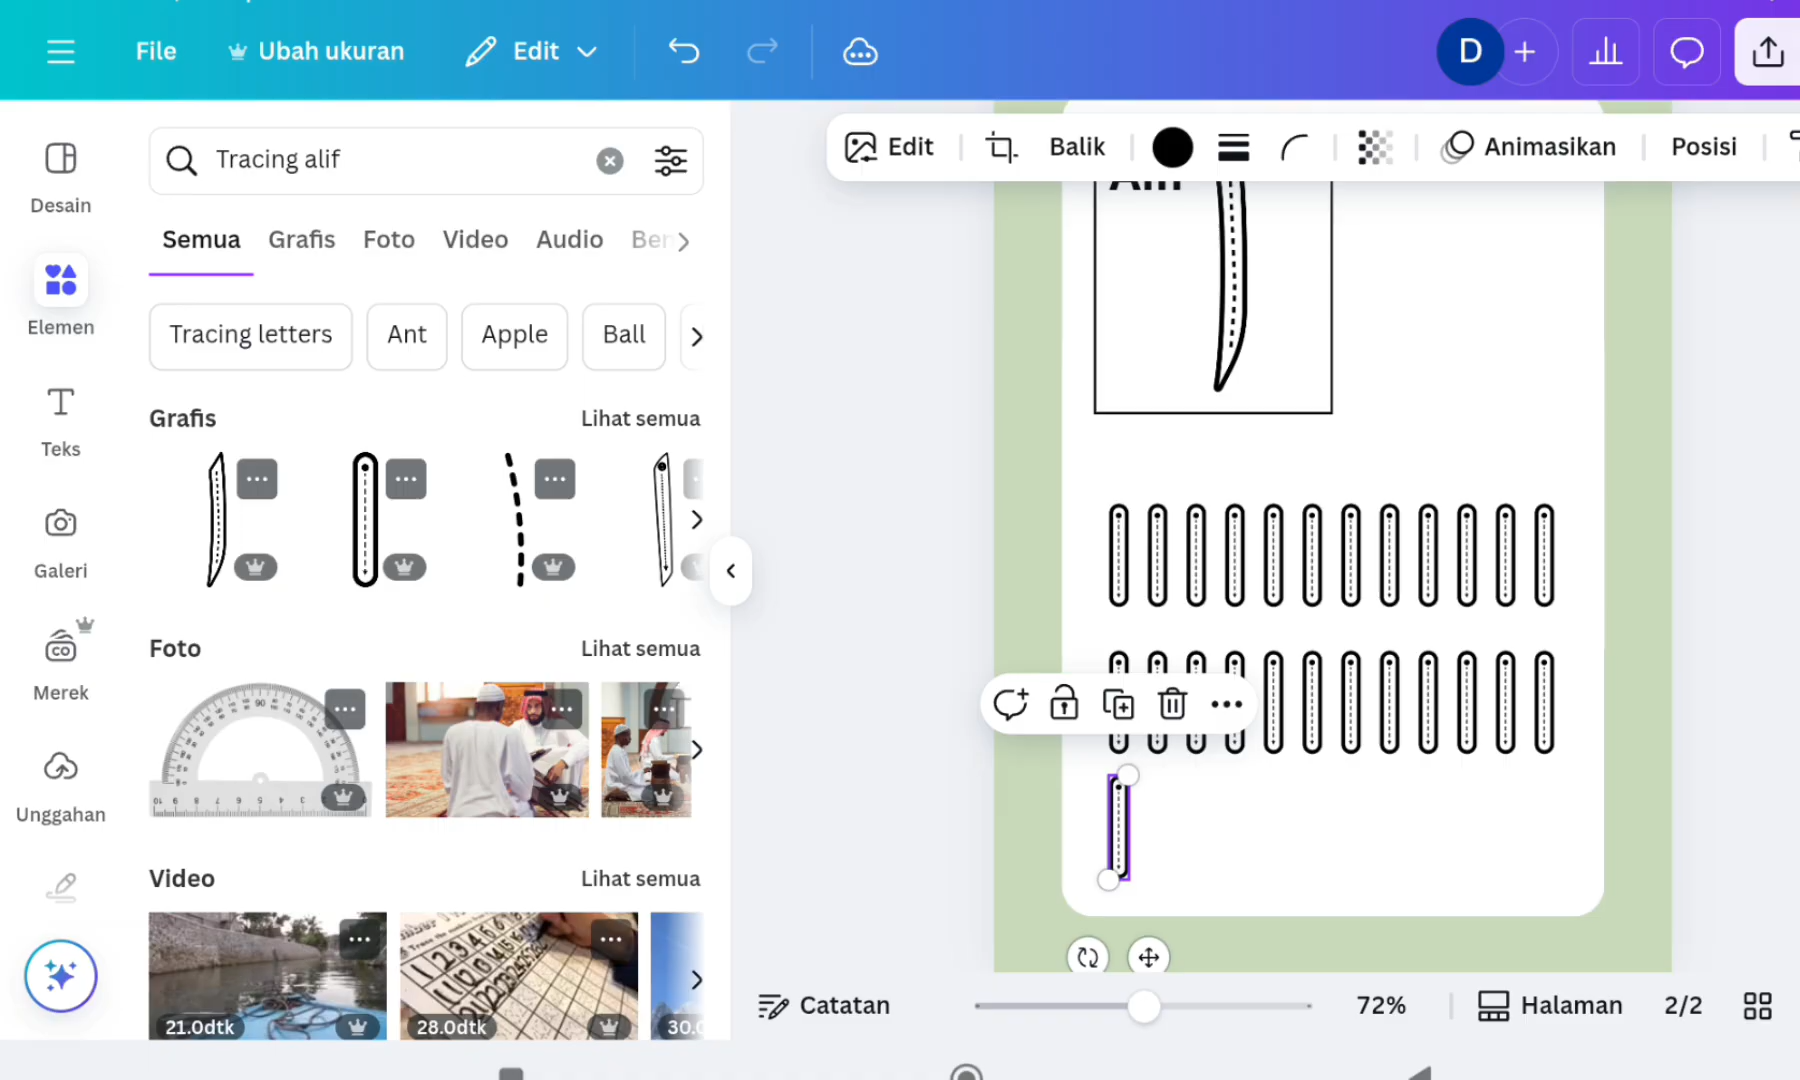 File
Ubah ukuran
Edit
D
Tracing alif
Edit
Balik
Animasikan
Posisi
Desain
Elemen
Teks
Galeri
CO
Merek
Unggahan
Semua
Grafis
Foto
Video
Audio
Tracing letters
Ant
Apple
Ball
Grafis
Lihat semua
Foto
Lihat semua
Video
Lihat semua
21.0dtk
28.0dtk
Catatan
72%
Halaman
2/2